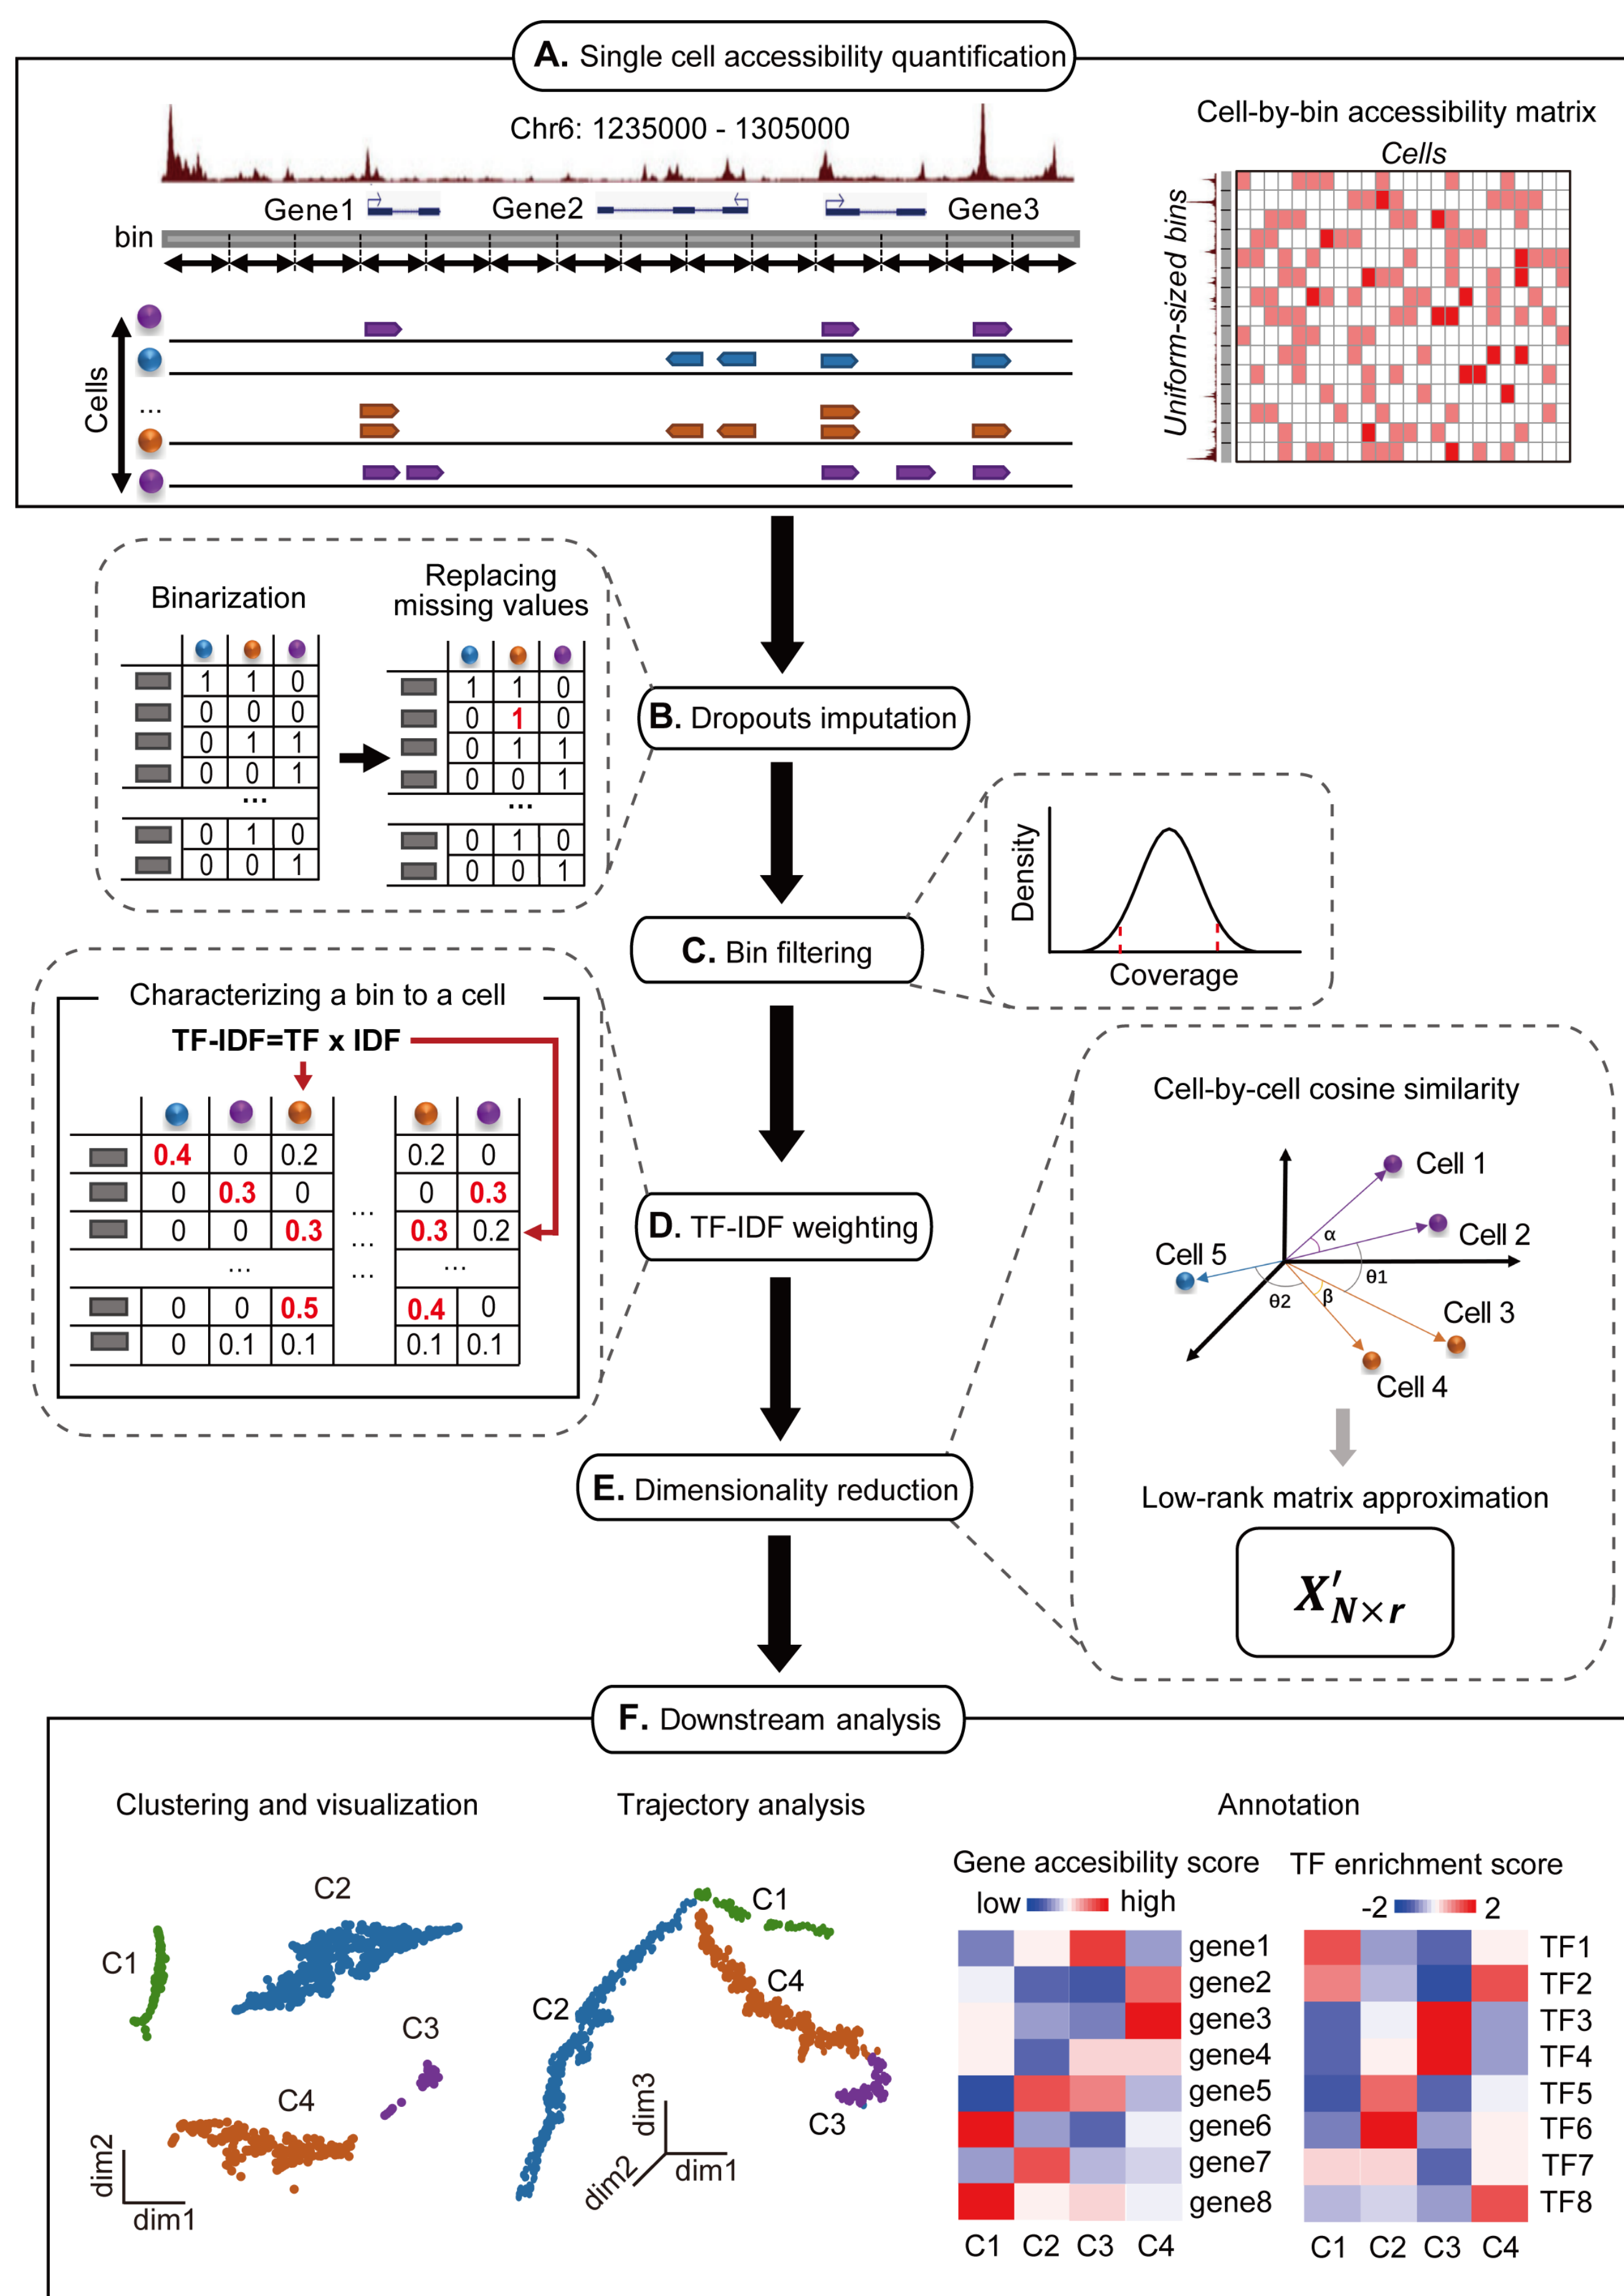 A. Single cell accessibility quantification
Chr6: 1235000 - 1305000
Gene1
Gene2
Gene3
bin
Cells
...
Cell-by-bin accessibility matrix
Cells
Uniform-sized bins
Binarization
1 1 0
0 0 0
0 1 1
0 0 1
...
0 1 0
0 0 1
Replacing
missing values
1 1 0
0 1 0
0 1 1
0 0 1
...
0 1 0
0 0 1
B. Dropouts imputation
Density
Coverage
C. Bin filtering
Characterizing a bin to a cell
TF-IDF=TF x IDF
0.4 0 0.2 0.2 0
0 0.3 0 0 0.3
...
0 0 0.3 0.3 0.2
...
... ... ...
0 0 0.5 0.4 0
0 0.1 0.1 0.1 0.1
D. TF-IDF weighting
Cell-by-cell cosine similarity
Cell 1
Cell 2
α
Cell 5
θ1
θ2
β
Cell 3
Cell 4
Low-rank matrix approximation
X′N×r
E. Dimensionality reduction
F. Downstream analysis
Clustering and visualization
C2
C1
C3
C4
dim2
dim1
Trajectory analysis
C1
C4
C2
C3
dim3
dim2
dim1
Annotation
Gene accesibility score
low
high
gene1
gene2
gene3
gene4
gene5
gene6
gene7
gene8
C1 C2 C3 C4
TF enrichment score
-2
2
TF1
TF2
TF3
TF4
TF5
TF6
TF7
TF8
C1 C2 C3 C4